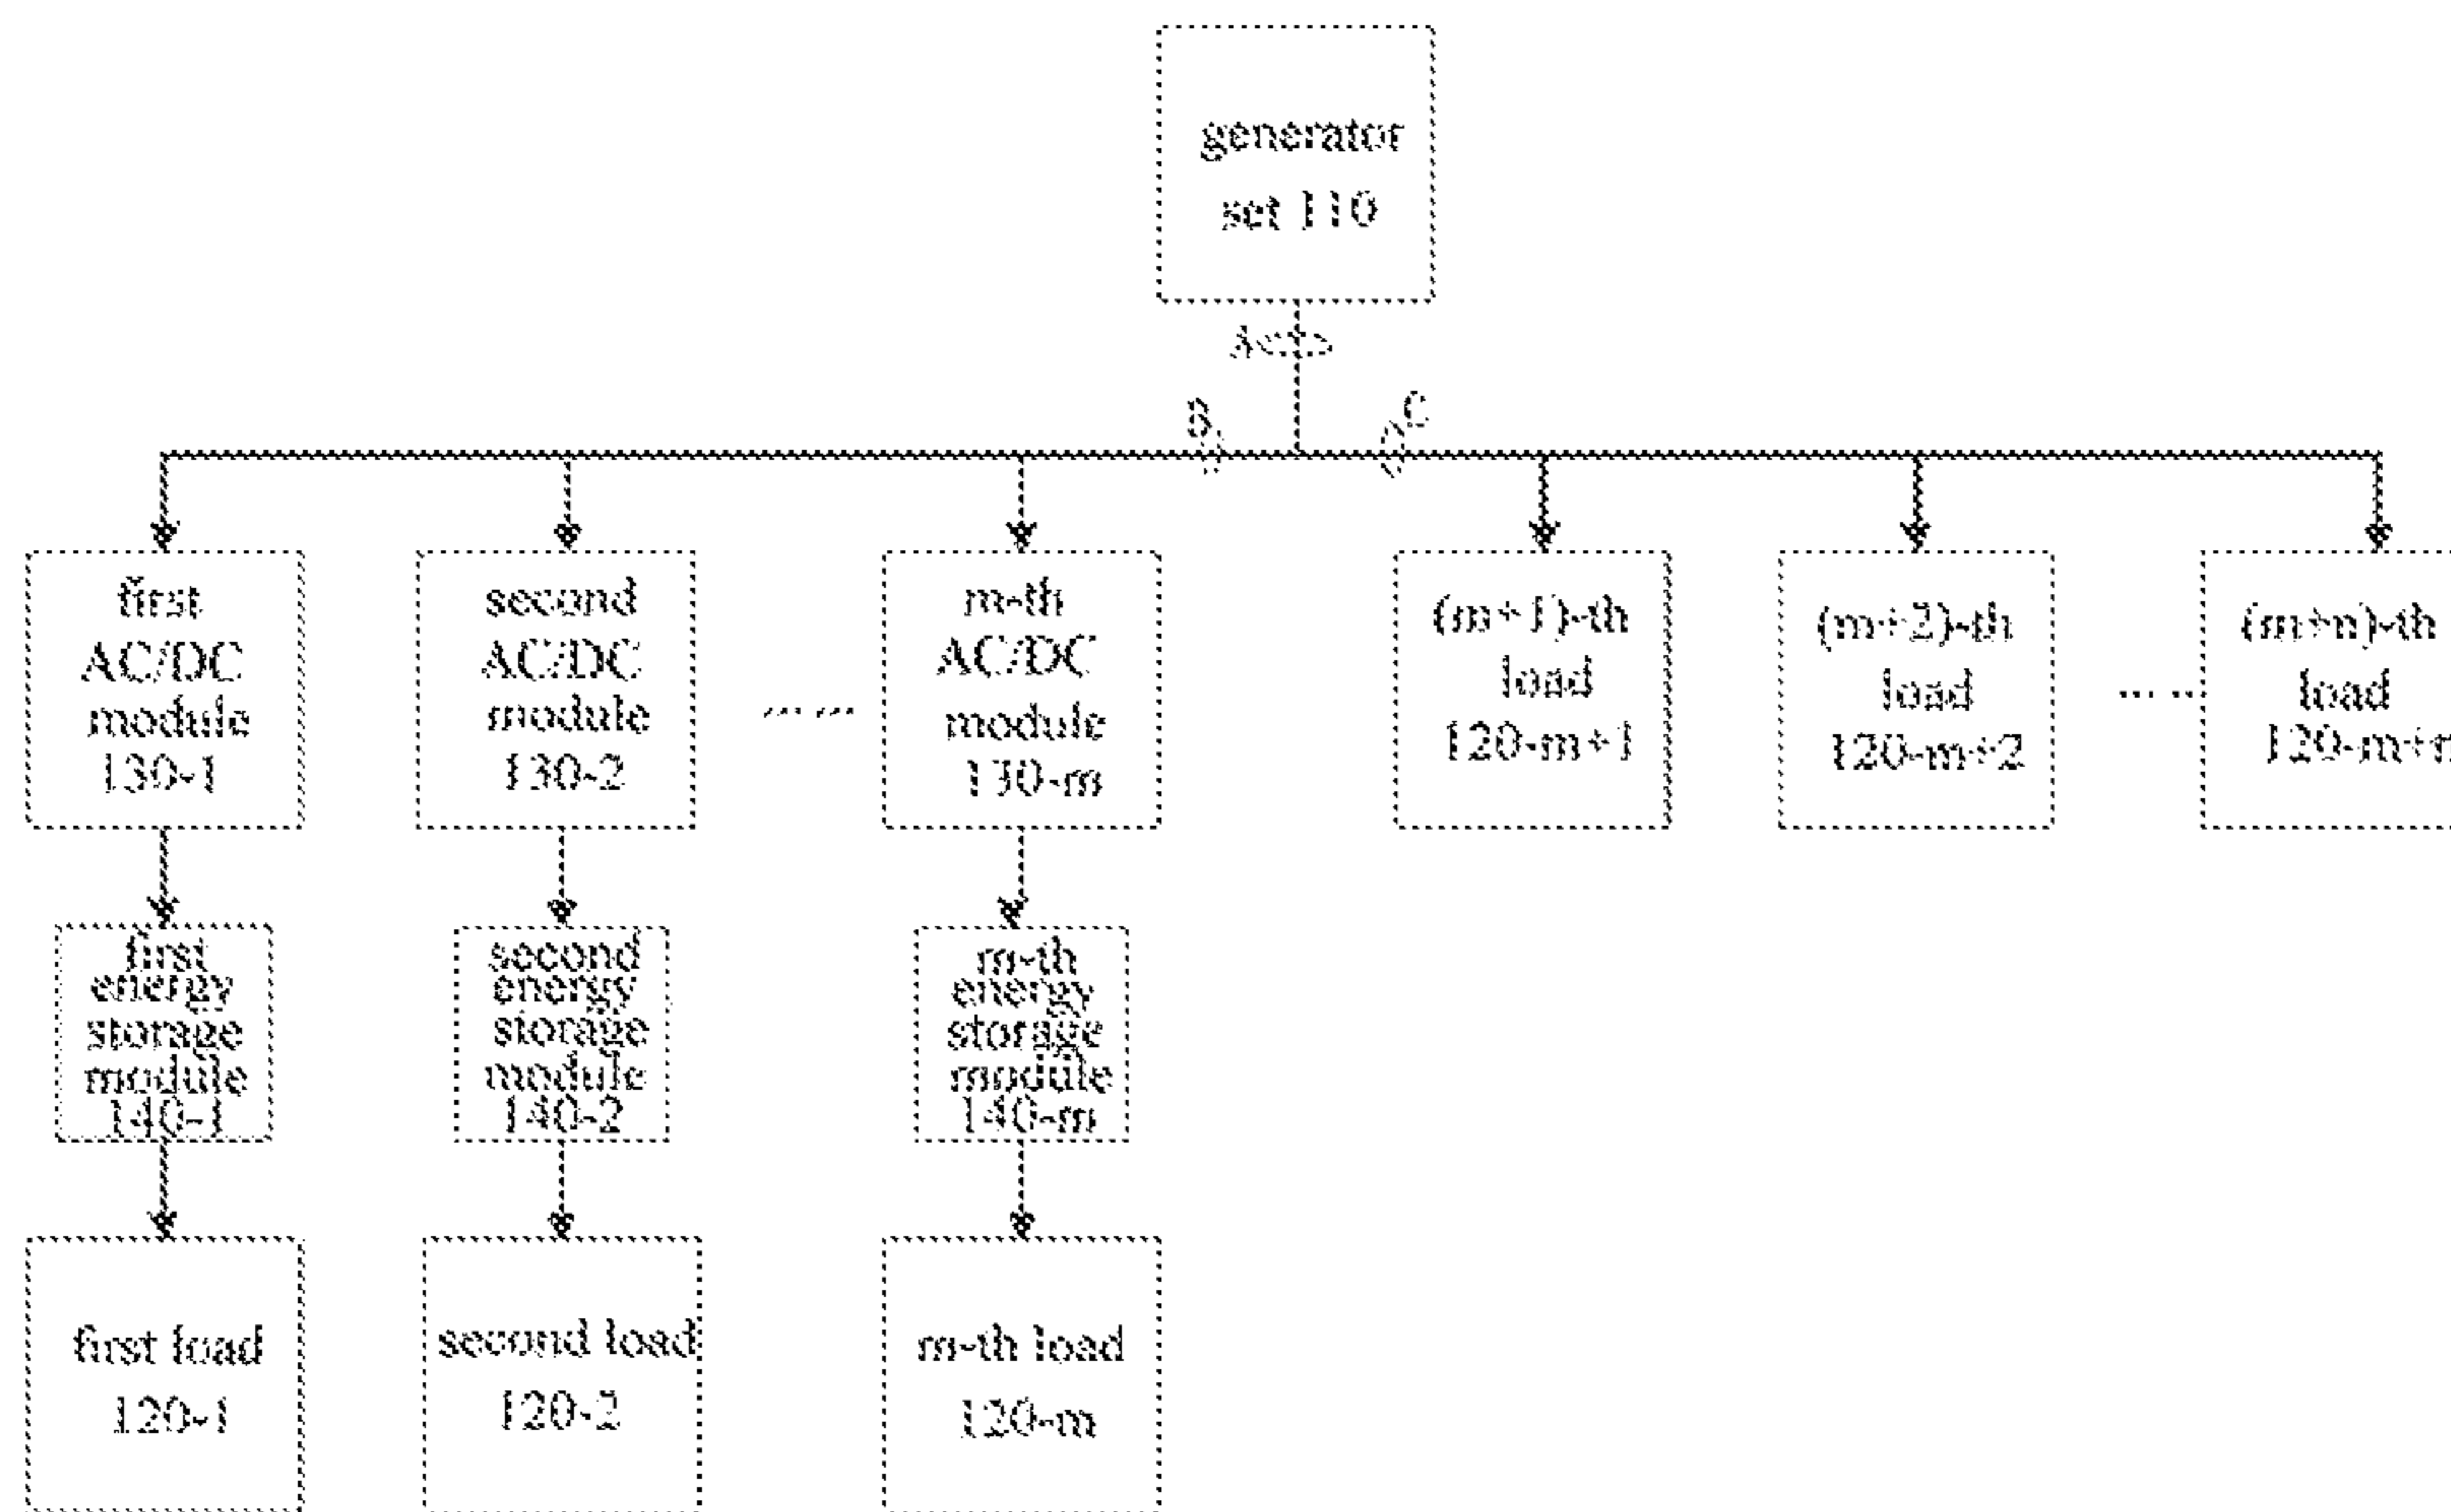 generator
set 110
A
B
C
first
AC/DC
module
130-1
second
AC/DC
module
130-2
... ...
m-th
AC/DC
module
130-m
(m+1)-th
load
120-m+1
(m+2)-th
load
120-m+2
... ...
(m+n)-th
load
120-m+n
first
energy
storage
module
140-1
second
energy
storage
module
140-2
m-th
energy
storage
module
140-m
first load
120-1
second load
120-2
m-th load
120-m